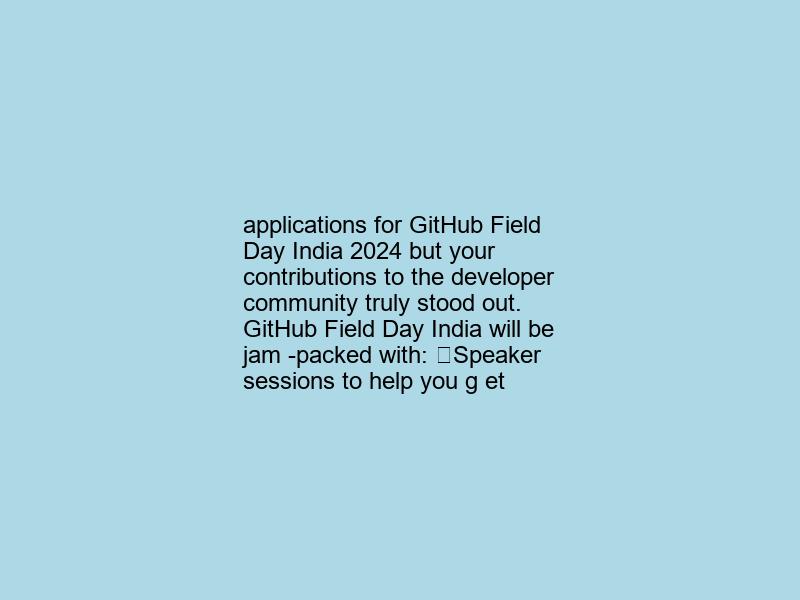 applications for GitHub Field
Day India 2024 but your
contributions to the developer
community truly stood out.
GitHub Field Day India will be
jam -packed with: Speaker
sessions to help you g et